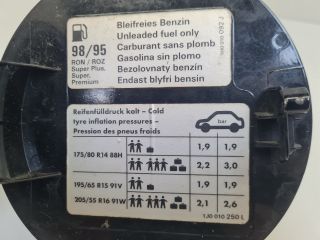 Bleifreies Benzin
Unleaded fuel only
Carburant sans plomb
Gasolina sin plomo
Bezolovnaty benzin
Endast blyfri bensin
98/95
RON / ROZ
Super Plus.
Super.
Premium
Reifenfülldruck kalt - Cold
tyre inflation pressures -
Pression des pneus froids
bar
175/80 R14 88H
1,9 1,9
2,2 3,0
195/65 R15 91V
1,9 1,9
205/55 R16 91W
2,1 2,6
1J0 010 250 L